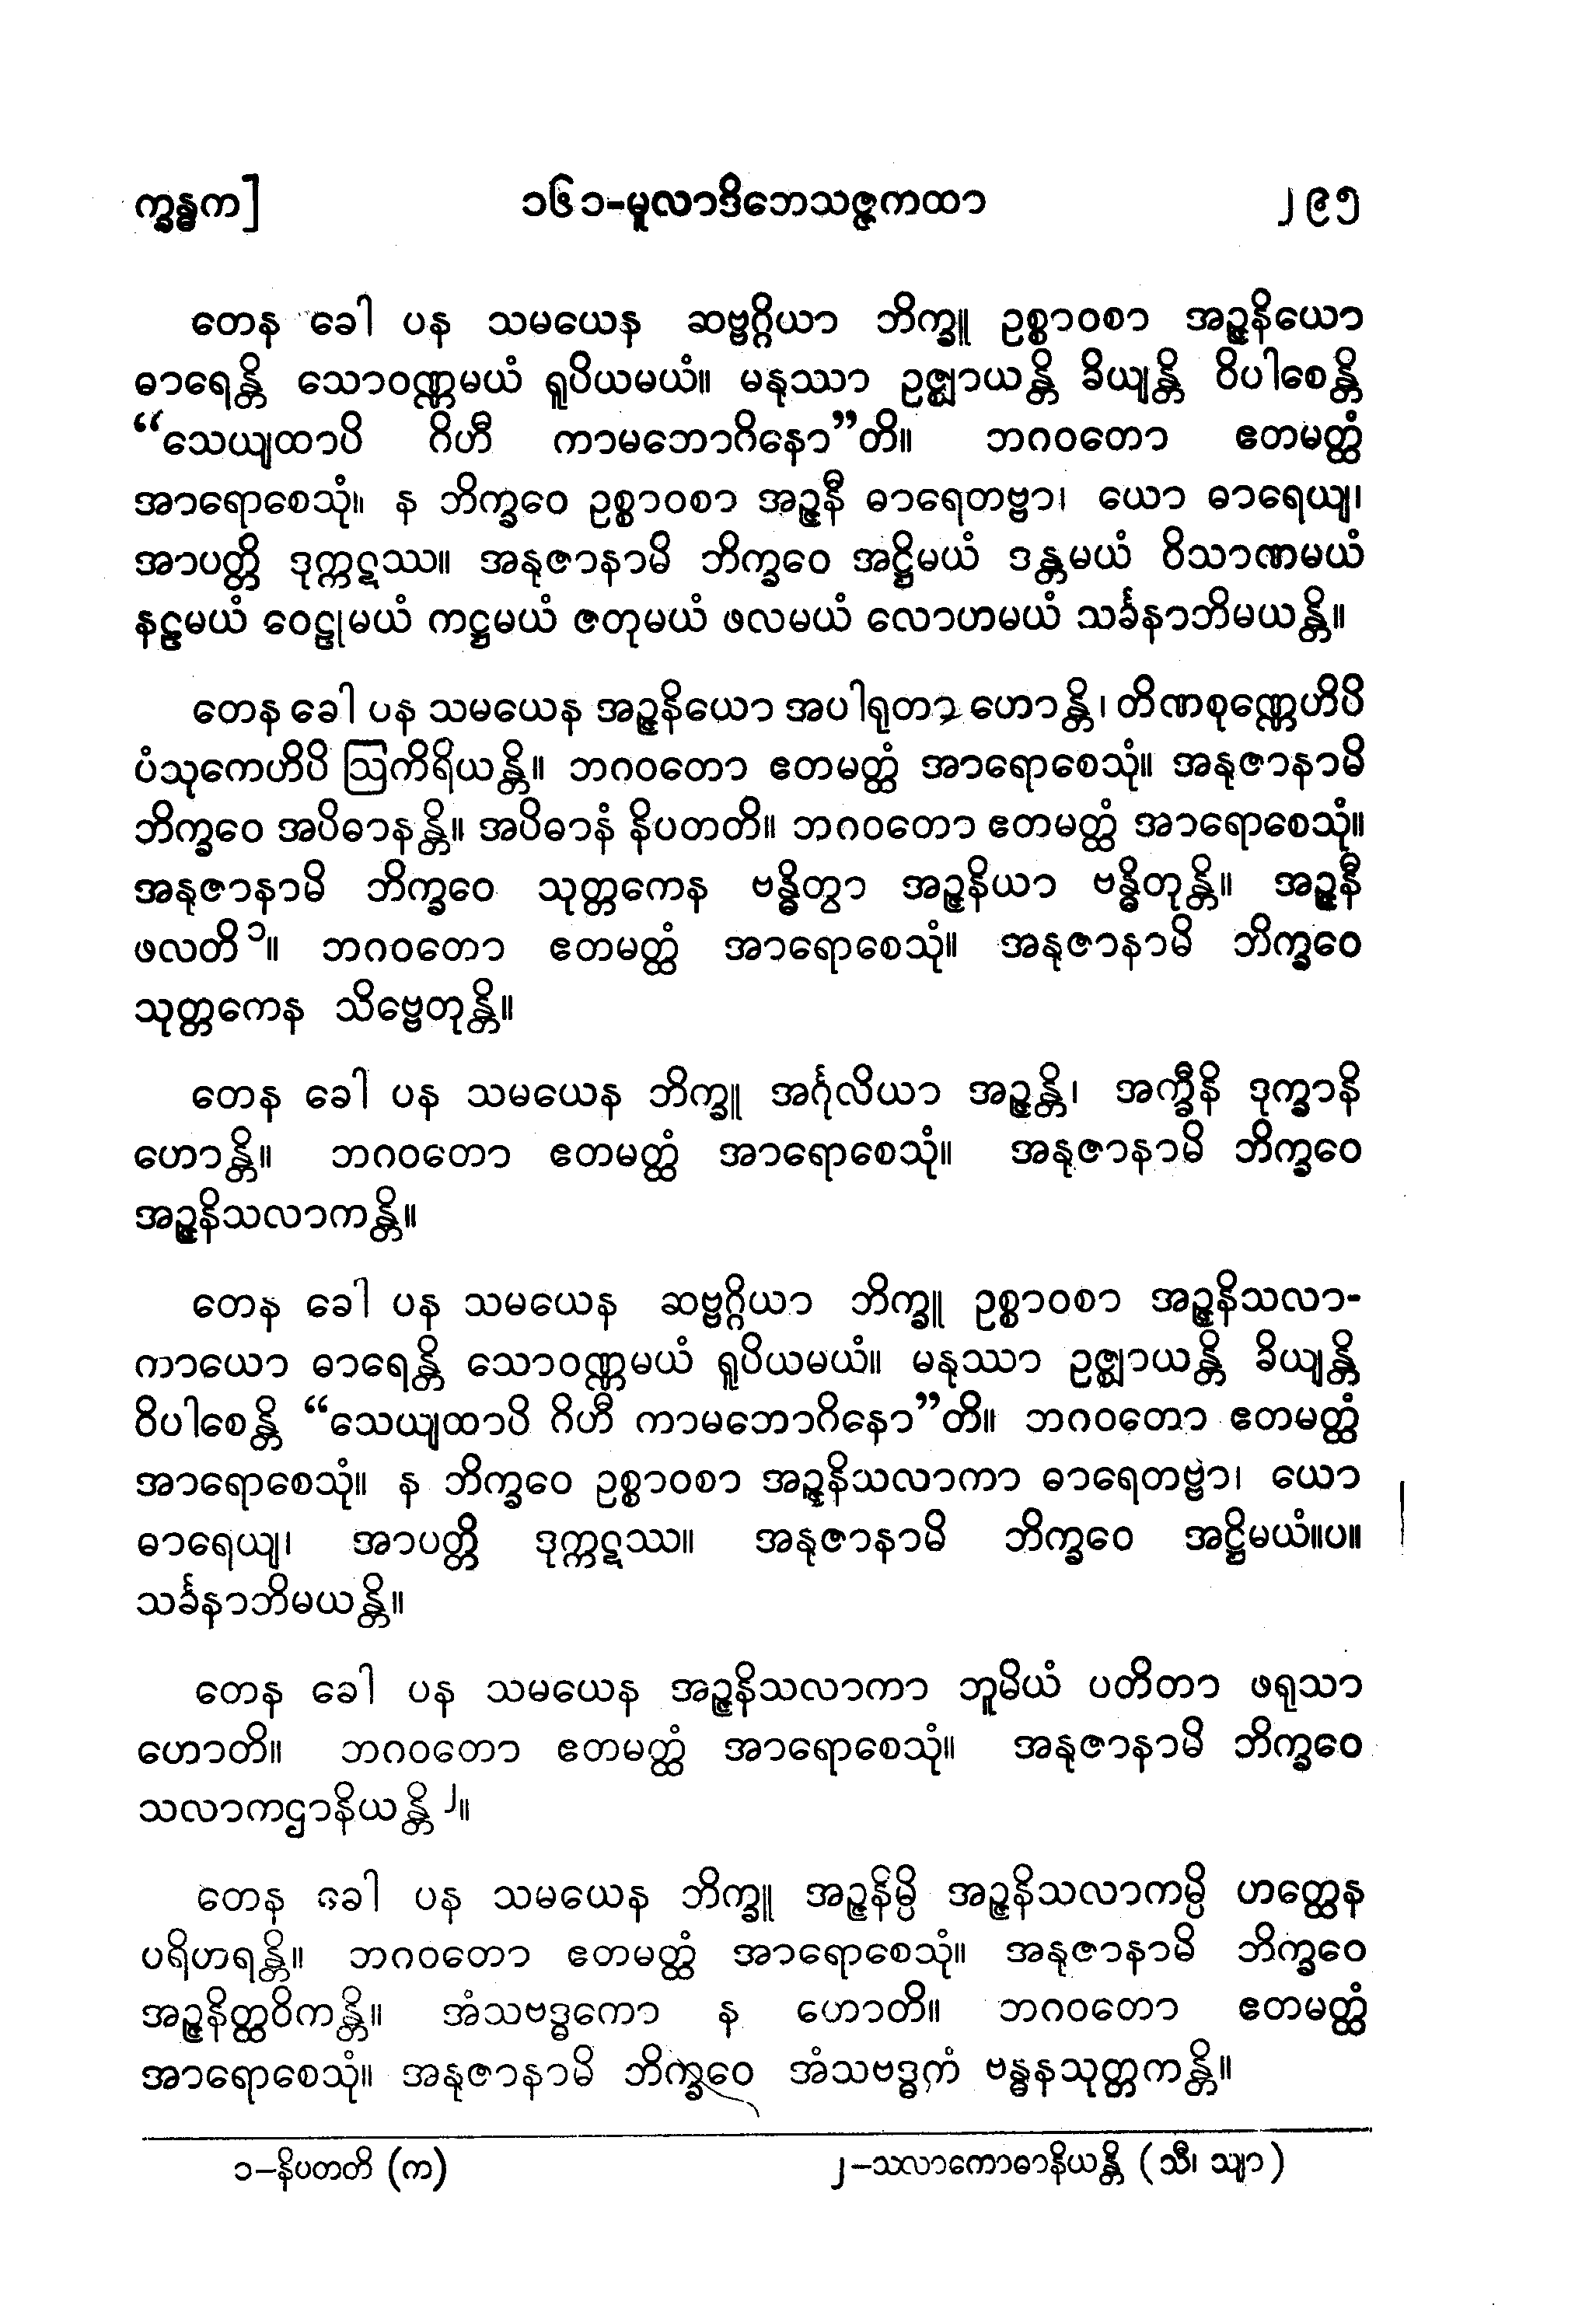 က္ခန္ဓက] ၁၆၁-မူလာဒိဘေသဇ္ဇကထာ ၂၉၅
တေန ခေါ ပန သမယေန ဆဗ္ဗဂ္ဂိယာ ဘိက္ခူ ဥစ္စာဝစာ အဉ္ဇနိယော
ဓာရေန္တိ သောဝဏ္ဏမယံ ရူပိယမယံ။ မနုဿာ ဥဇ္ဈာယန္တိ ခိယျန္တိ ဝိပါစေန္တိ
“သေယျထာပိ ဂိဟီ ကာမဘောဂိနော”တိ။ ဘဂဝတော ဧတမတ္ထံ
အာရောစေသုံ။ န ဘိက္ခဝေ ဥစ္စာဝစာ အဉ္ဇနီ ဓာရေတဗ္ဗာ၊ ယော ဓာရေယျ၊
အာပတ္တိ ဒုက္ကဋဿ။ အနုဇာနာမိ ဘိက္ခဝေ အဋ္ဌိမယံ ဒန္တမယံ ဝိသာဏမယံ
နဠမယံ ဝေဠုမယံ ကဋ္ဌမယံ ဇတုမယံ ဖလမယံ လောဟမယံ သင်္ခနာဘိမယန္တိ။
တေန ခေါ ပန သမယေန အဉ္ဇနိယော အပါရုတာ ဟောန္တိ၊ တိဏစုဏ္ဏေဟိပိ
ပံသုကေဟိပိ ဩကိရိယန္တိ။ ဘဂဝတော ဧတမတ္ထံ အာရောစေသုံ။ အနုဇာနာမိ
ဘိက္ခဝေ အပိဓာနန္တိ။ အပိဓာနံ နိပတတိ။ ဘဂဝတော ဧတမတ္ထံ အာရောစေသုံ။
အနုဇာနာမိ ဘိက္ခဝေ သုတ္တကေန ဗန္ဓိတွာ အဉ္ဇနိယာ ဗန္ဓိတုန္တိ။ အဉ္ဇနီ
ဖလတိ၁။ ဘဂဝတော ဧတမတ္ထံ အာရောစေသုံ။ အနုဇာနာမိ ဘိက္ခဝေ
သုတ္တကေန သိဗ္ဗေတုန္တိ။
တေန ခေါ ပန သမယေန ဘိက္ခူ အင်္ဂုလိယာ အဉ္ဇန္တိ၊ အက္ခီနိ ဒုက္ခာနိ
ဟောန္တိ။ ဘဂဝတော ဧတမတ္ထံ အာရောစေသုံ။ အနုဇာနာမိ ဘိက္ခဝေ
အဉ္ဇနိသလာကန္တိ။
တေန ခေါ ပန သမယေန ဆဗ္ဗဂ္ဂိယာ ဘိက္ခူ ဥစ္စာဝစာ အဉ္ဇနိသလာ-
ကာယော ဓာရေန္တိ သောဝဏ္ဏမယံ ရူပိယမယံ။ မနုဿာ ဥဇ္ဈာယန္တိ ခိယျန္တိ
ဝိပါစေန္တိ “သေယျထာပိ ဂိဟီ ကာမဘောဂိနော”တိ။ ဘဂဝတော ဧတမတ္ထံ
အာရောစေသုံ။ န ဘိက္ခဝေ ဥစ္စာဝစာ အဉ္ဇနိသလာကာ ဓာရေတဗ္ဗာ၊ ယော
ဓာရေယျ၊ အာပတ္တိ ဒုက္ကဋဿ။ အနုဇာနာမိ ဘိက္ခဝေ အဋ္ဌိမယံ။ပ။
သင်္ခနာဘိမယန္တိ။
တေန ခေါ ပန သမယေန အဉ္ဇနိသလာကာ ဘူမိယံ ပတိတာ ဖရုသာ
ဟောတိ။ ဘဂဝတော ဧတမတ္ထံ အာရောစေသုံ။ အနုဇာနာမိ ဘိက္ခဝေ
သလာကဌာနိယန္တိ၂။
တေန ခေါ ပန သမယေန ဘိက္ခူ အဉ္ဇနိမ္ပိ အဉ္ဇနိသလာကမ္ပိ ဟတ္ထေန
ပရိဟရန္တိ။ ဘဂဝတော ဧတမတ္ထံ အာရောစေသုံ။ အနုဇာနာမိ ဘိက္ခဝေ
အဉ္ဇနိတ္ထဝိကန္တိ။ အံသဗဒ္ဓကော န ဟောတိ။ ဘဂဝတော ဧတမတ္ထံ
အာရောစေသုံ။ အနုဇာနာမိ ဘိက္ခဝေ အံသဗဒ္ဓကံ ဗန္ဓနသုတ္တကန္တိ။
၁–နိပတတိ (က) ၂–သလာကောဓာနိယန္တိ (သီ၊ သျာ)